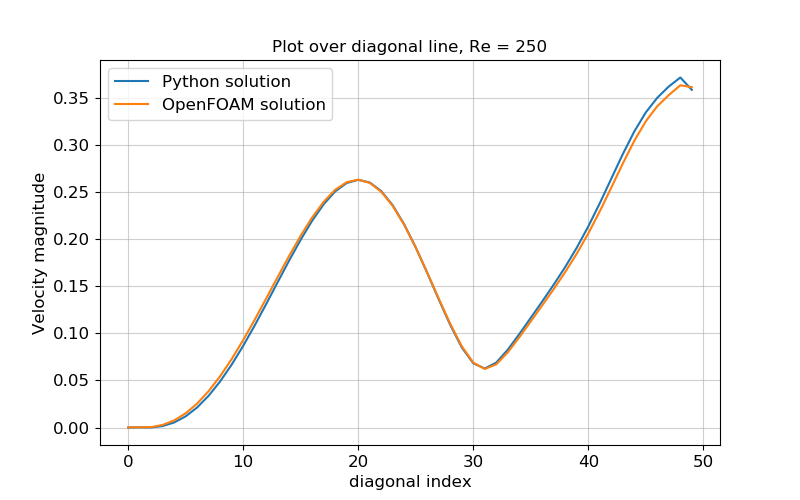 Plot over diagonal line, Re = 250
Python solution
OpenFOAM solution
Velocity magnitude
0.35
0.30
0.25
0.20
0.15
0.10
0.05
0.00
0 10 20 30 40 50
diagonal index